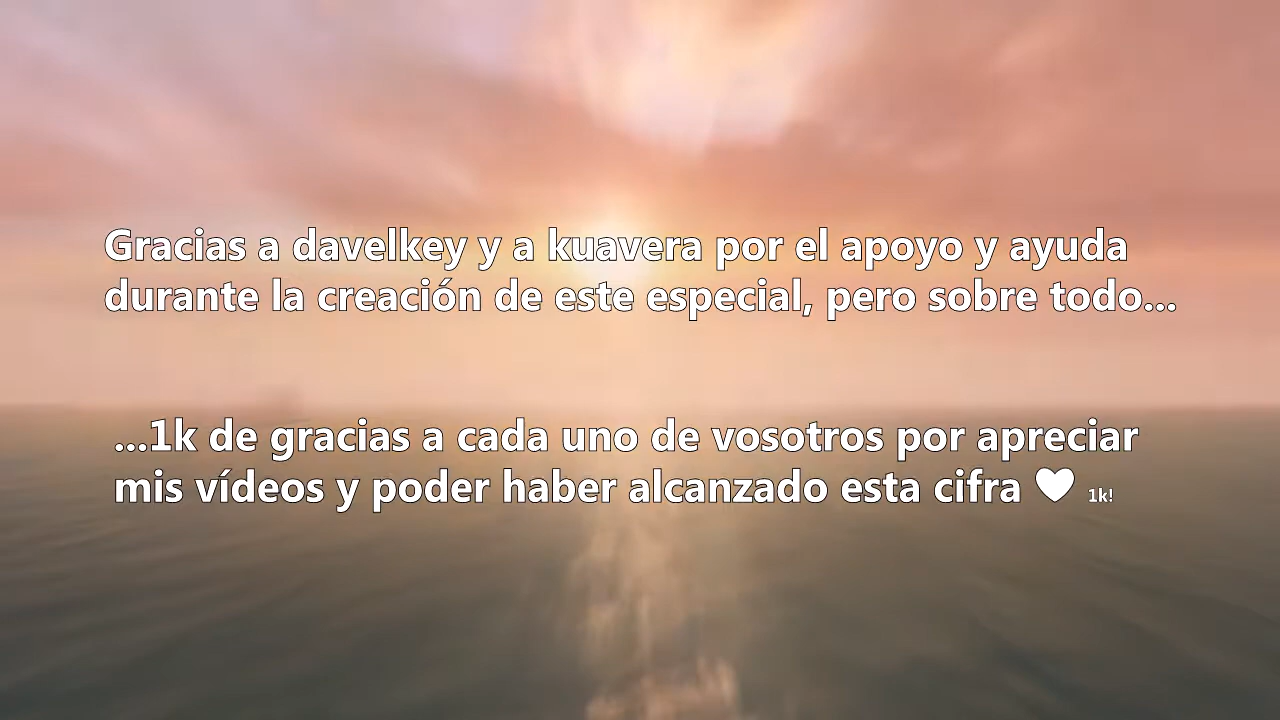 Gracias a davelkey y a kuavera por el apoyo y ayuda
durante la creación de este especial, pero sobre todo...
...1k de gracias a cada uno de vosotros por apreciar
mis vídeos y poder haber alcanzado esta cifra ♥ 1k!